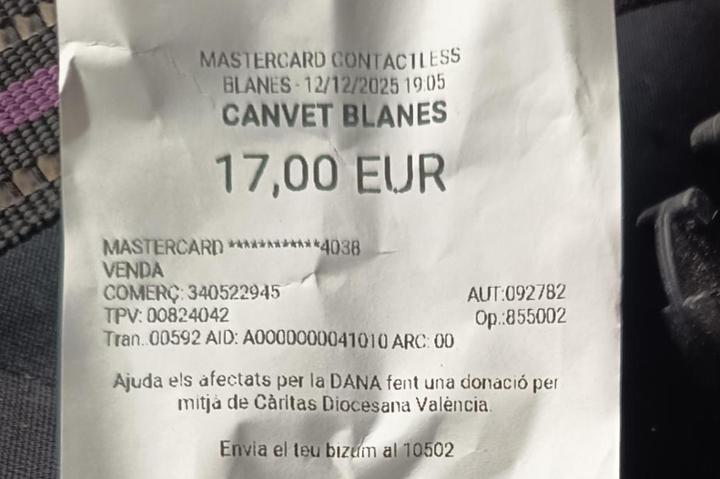 MASTERCARD CONTACTLESS
BLANES - 12/12/2025 19:05
CANVET BLANES
17,00 EUR
MASTERCARD ************4038
VENDA
COMERÇ: 340522945 AUT:092782
TPV: 00824042 Op.:855002
Tran.:00592 AID: A0000000041010 ARC: 00
Ajuda els afectats per la DANA fent una donació per
mitjà de Càritas Diocesana València.
Envia el teu bizum al 10502